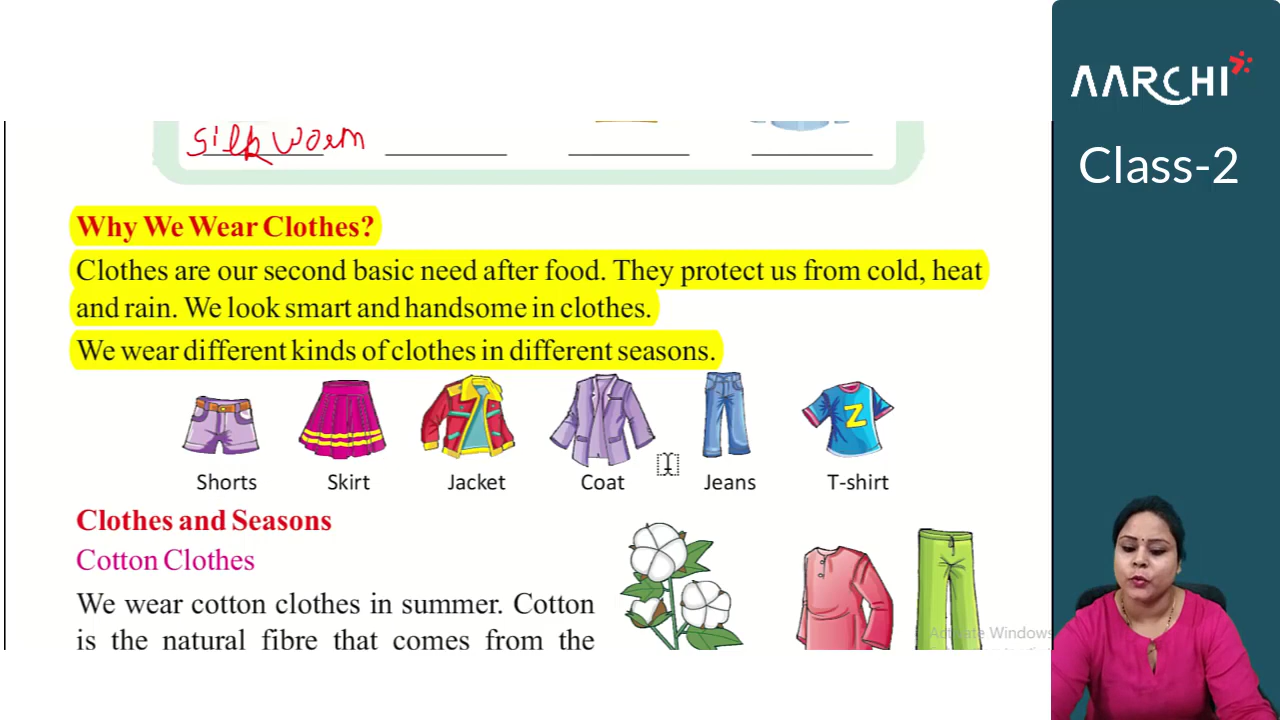 AARCHI
Class-2
Silkworm
Why We Wear Clothes?
Clothes are our second basic need after food. They protect us from cold, heat
and rain. We look smart and handsome in clothes.
We wear different kinds of clothes in different seasons.
Z
Shorts Skirt Jacket Coat Jeans T-shirt
Clothes and Seasons
Cotton Clothes
We wear cotton clothes in summer. Cotton
is the natural fibre that comes from the
Activate Windows